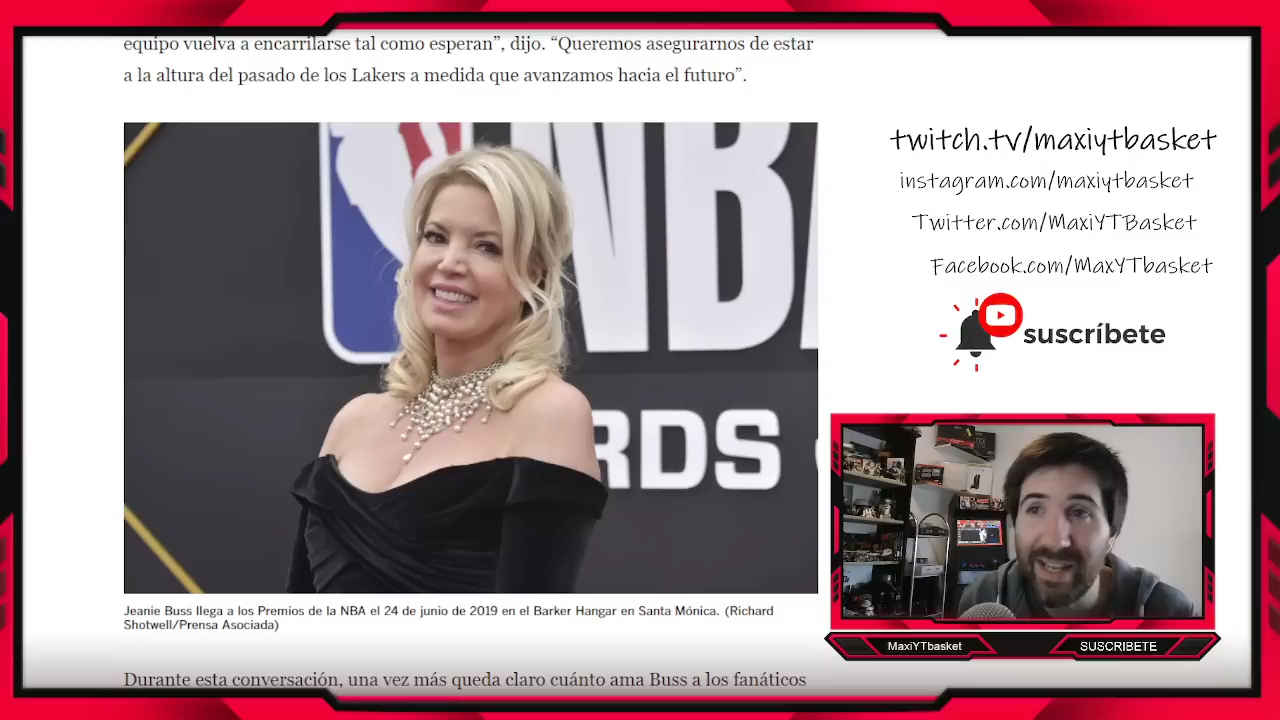 equipo vuelva a encarrilarse tal como esperan”, dijo. “Queremos asegurarnos de estar
a la altura del pasado de los Lakers a medida que avanzamos hacia el futuro”.
NBA
RDS
Jeanie Buss llega a los Premios de la NBA el 24 de junio de 2019 en el Barker Hangar en Santa Mónica. (Richard
Shotwell/Prensa Asociada)
Durante esta conversación, una vez más queda claro cuánto ama Buss a los fanáticos
twitch.tv/maxiytbasket
instagram.com/maxiytbasket
Twitter.com/MaxiYTBasket
Facebook.com/MaxYTbasket
suscríbete
MaxiYTbasket
SUSCRIBETE